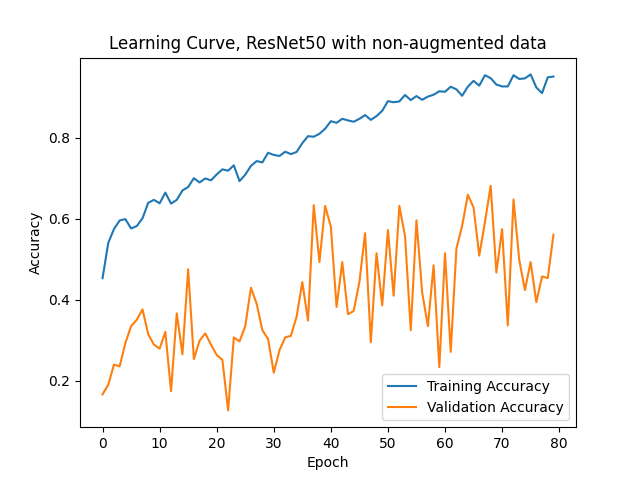 Learning Curve, ResNet50 with non-augmented data
Accuracy
0.8
0.6
0.4
0.2
0 10 20 30 40 50 60 70 80
Epoch
Training Accuracy
Validation Accuracy